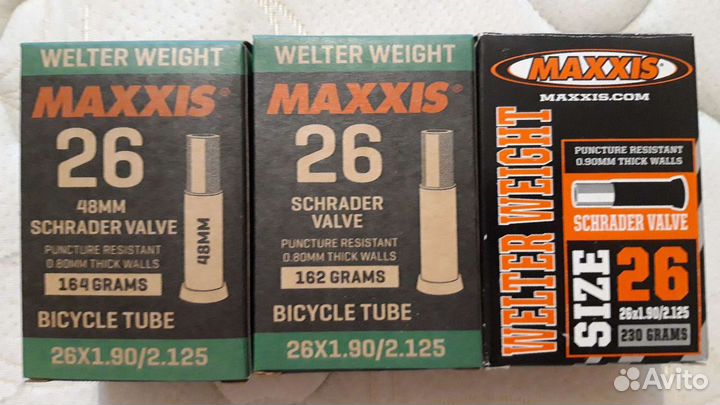 WELTER WEIGHT
MAXXIS®
26
48MM
SCHRADER VALVE
PUNCTURE RESISTANT
0.80MM THICK WALLS
164 GRAMS
48MM
BICYCLE TUBE
26X1.90/2.125
WELTER WEIGHT
MAXXIS®
26
SCHRADER
VALVE
PUNCTURE RESISTANT
0.80MM THICK WALLS
162 GRAMS
BICYCLE TUBE
26X1.90/2.125
MAXXIS®
MAXXIS.COM
WELTER WEIGHT
PUNCTURE RESISTANT
0.90MM THICK WALLS
SCHRADER VALVE
SIZE
26
26x1.90/2.125
230 GRAMS
Avito